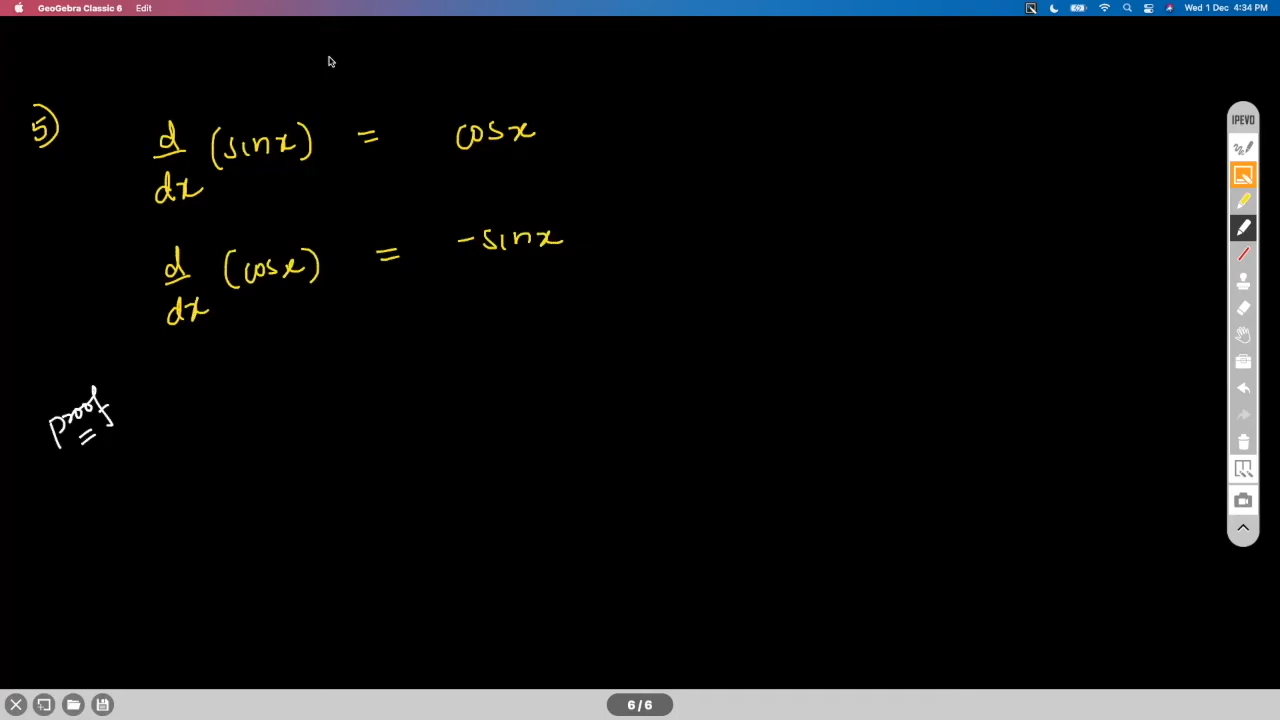 GeoGebra Classic 6 Edit Wed 1 Dec 4:34 PM
5) d/dx (sinx) = cosx
d/dx (cosx) = -sinx
proof
IPEVO
6/6